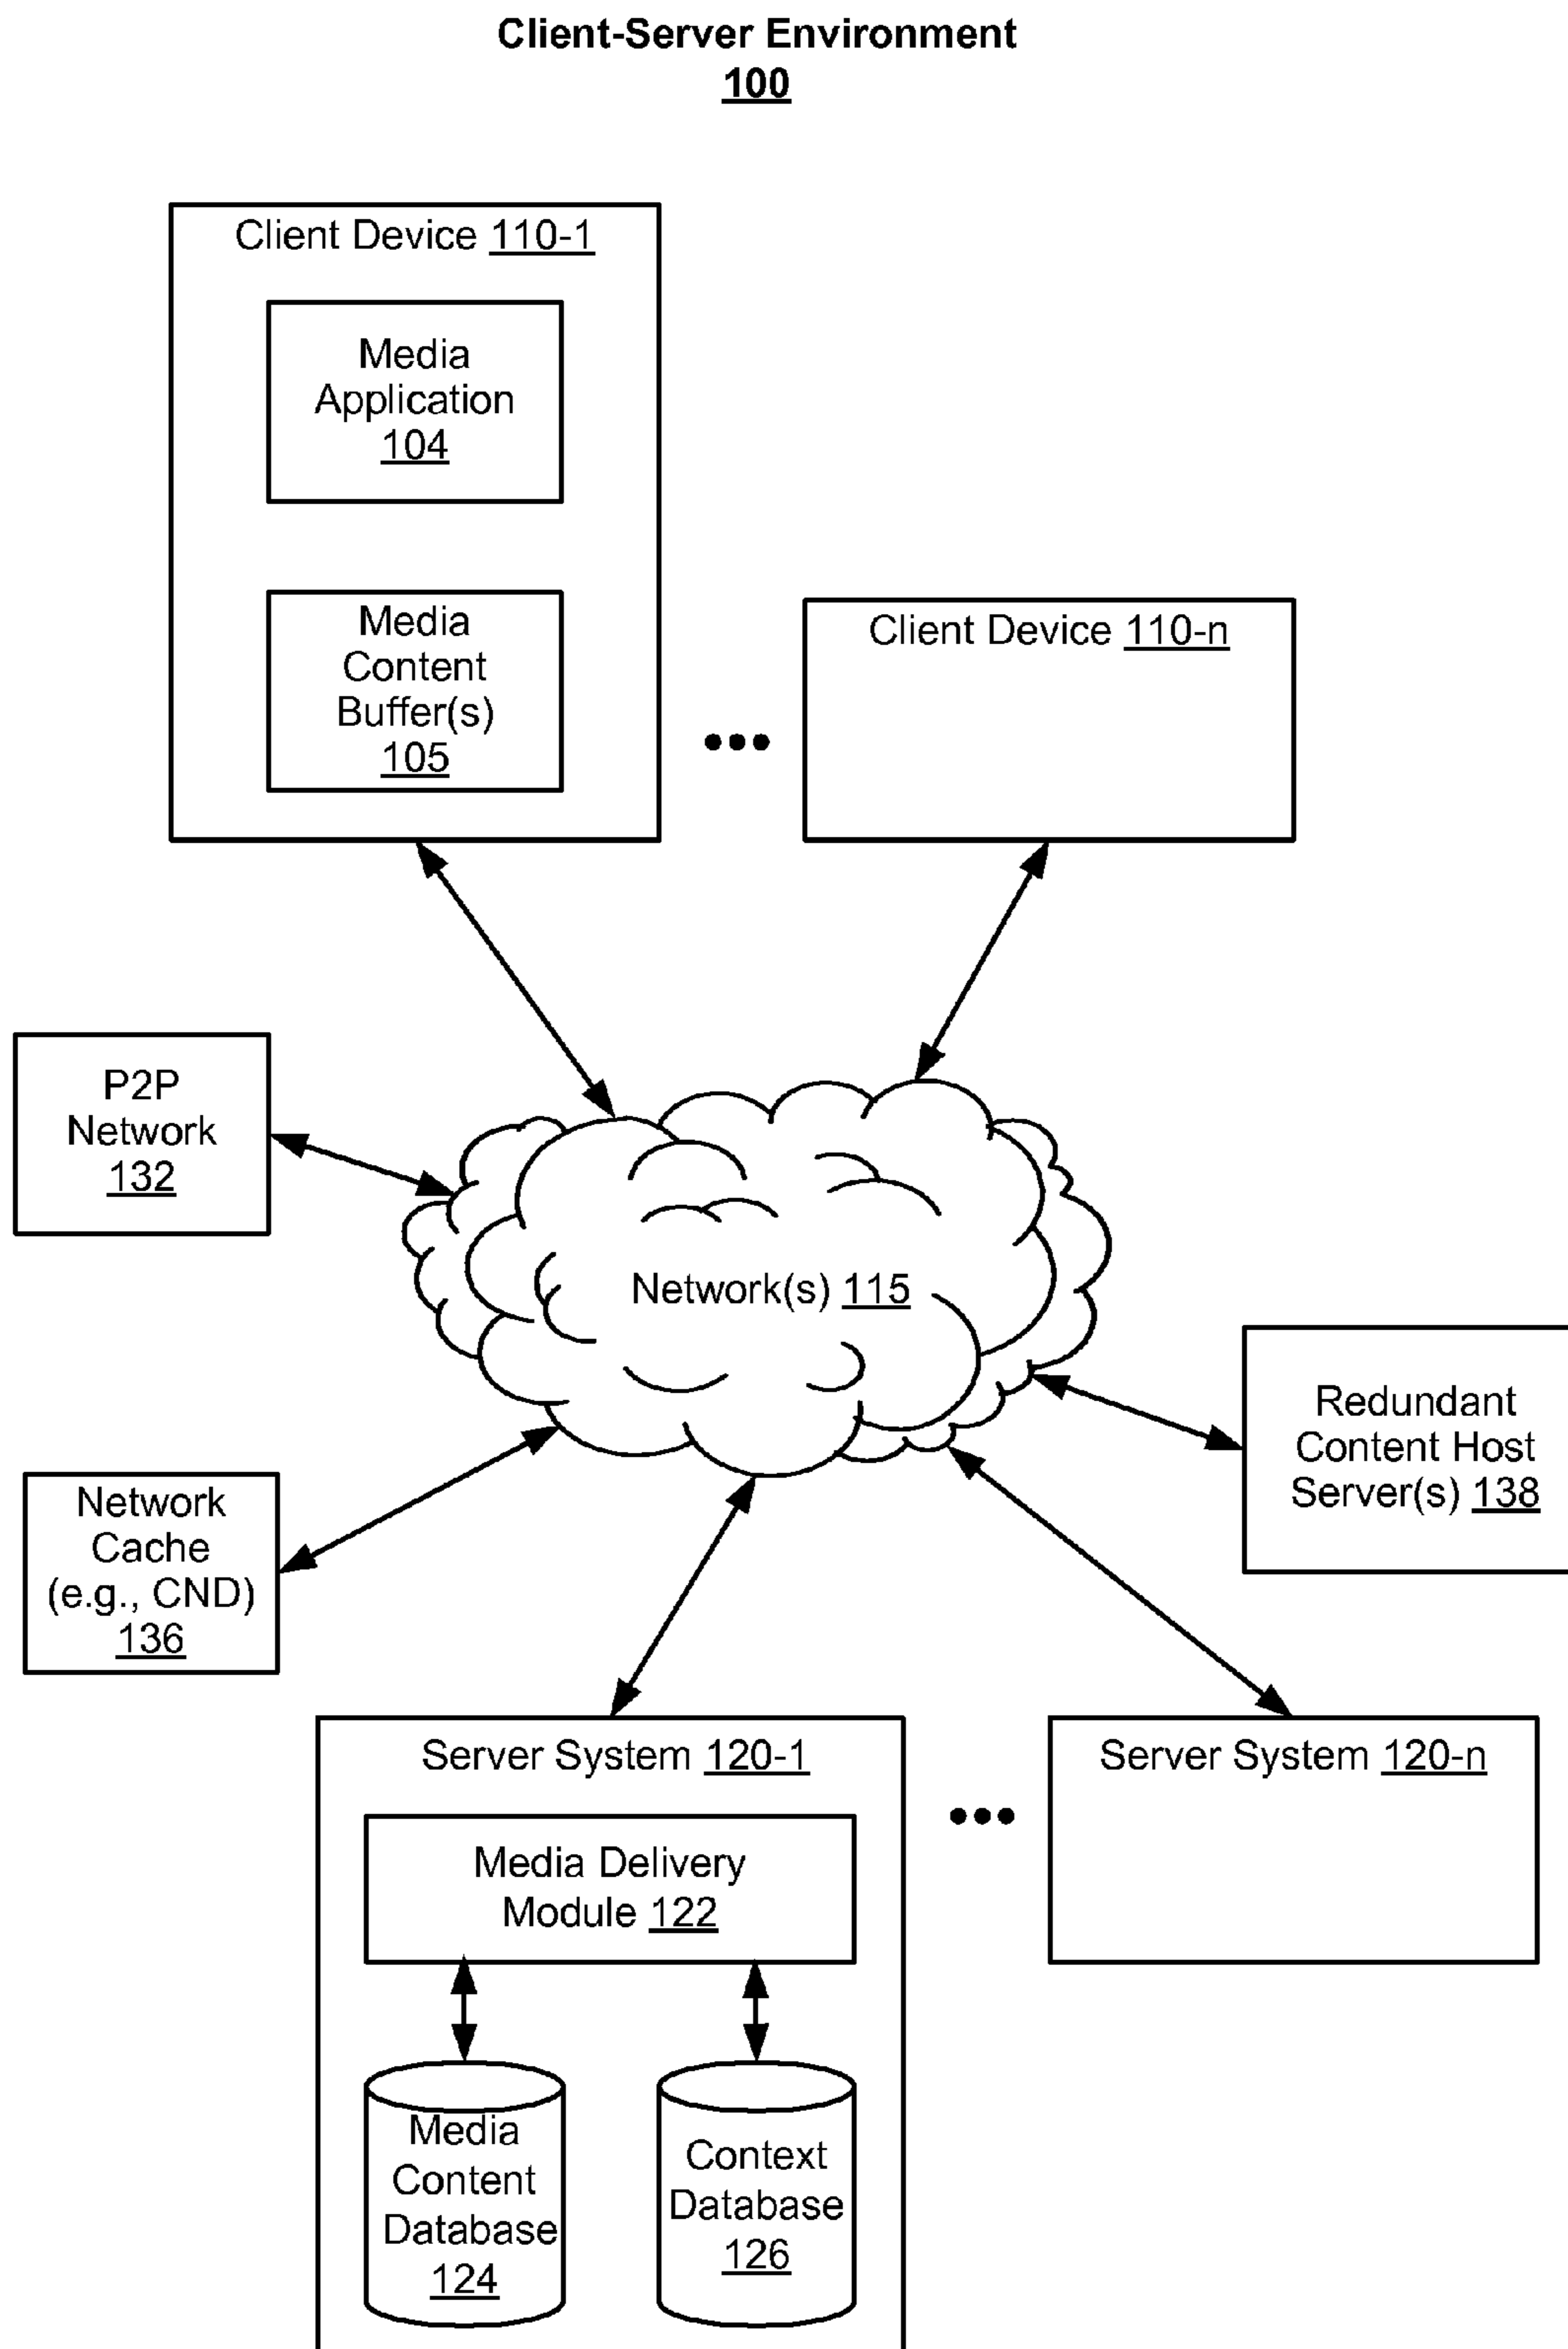 Client-Server Environment
100
Client Device 110-1
Media
Application
104
Media
Content
Buffer(s)
105
Client Device 110-n
P2P
Network
132
Network(s) 115
Redundant
Content Host
Server(s) 138
Network
Cache
(e.g., CND)
136
Server System 120-1
Media Delivery
Module 122
Media
Content
Database
124
Context
Database
126
Server System 120-n